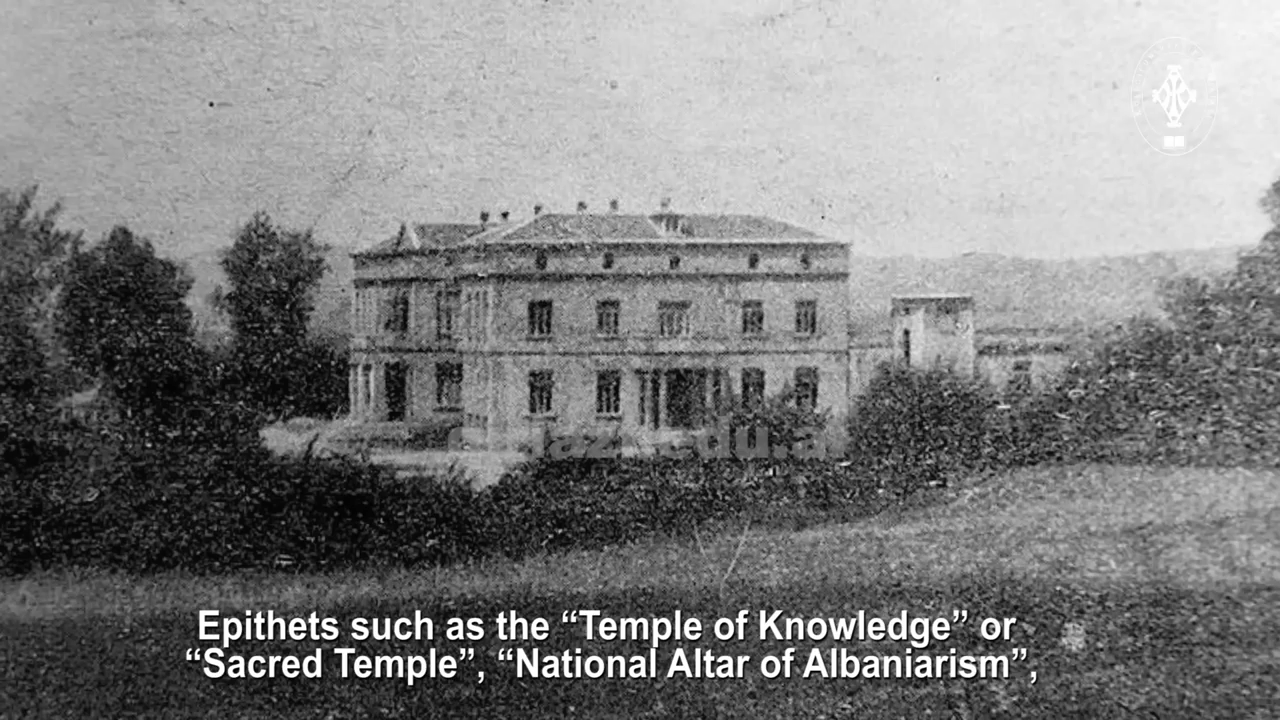 Epithets such as the “Temple of Knowledge” or
“Sacred Temple”, “National Altar of Albaniarism”,